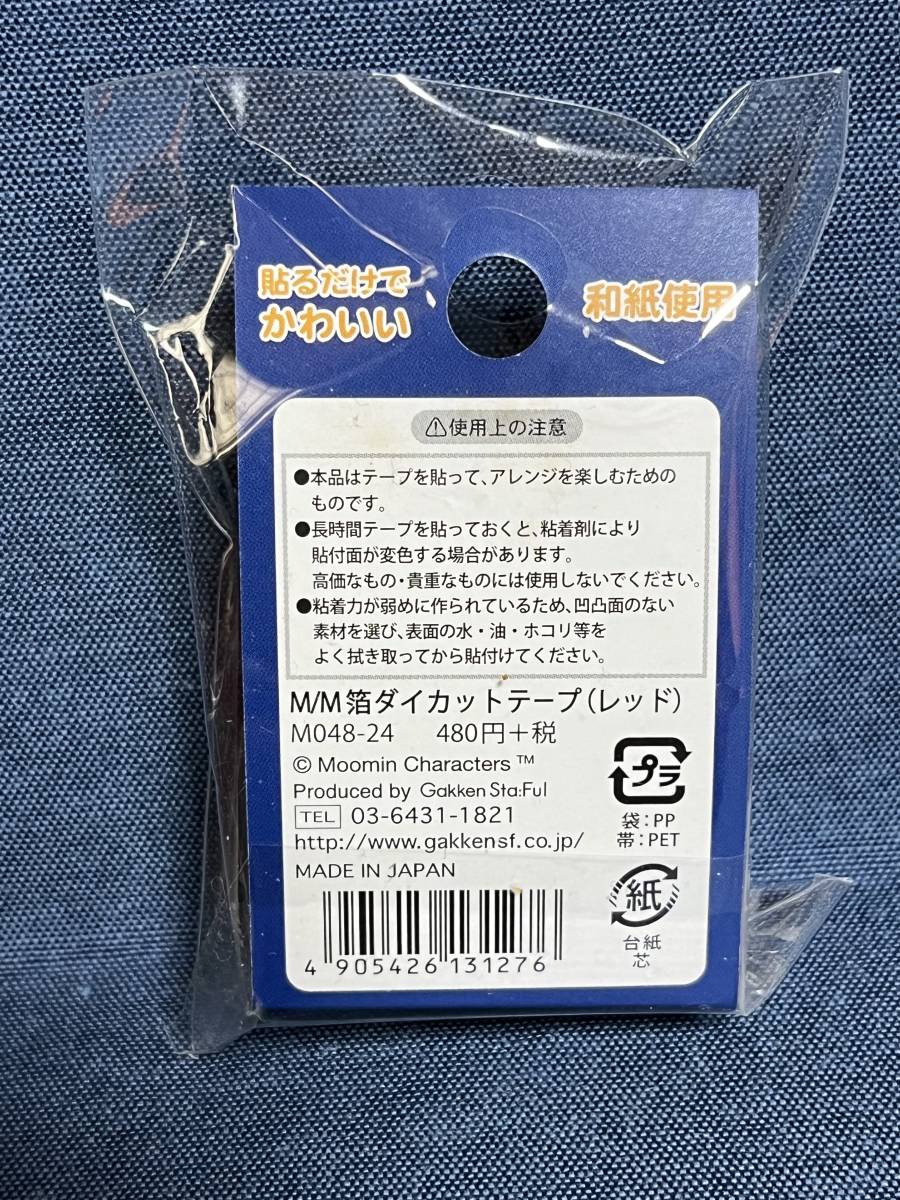 貼るだけで
かわいい
和紙使用
⚠使用上の注意
●本品はテープを貼って、アレンジを楽しむための
ものです。
●長時間テープを貼っておくと、粘着剤により
貼付面が変色する場合があります。
高価なもの・貴重なものには使用しないでください。
●粘着力が弱めに作られているため、凹凸面のない
素材を選び、表面の水・油・ホコリ等を
よく拭き取ってから貼付けてください。
M/M箔ダイカットテープ(レッド)
M048-24 480円+税
© Moomin Characters ™
Produced by Gakken Sta:Ful
TEL 03-6431-1821
http://www.gakkensf.co.jp/
MADE IN JAPAN
プラ
袋:PP
帯:PET
紙
台紙
芯
4 905426 131276